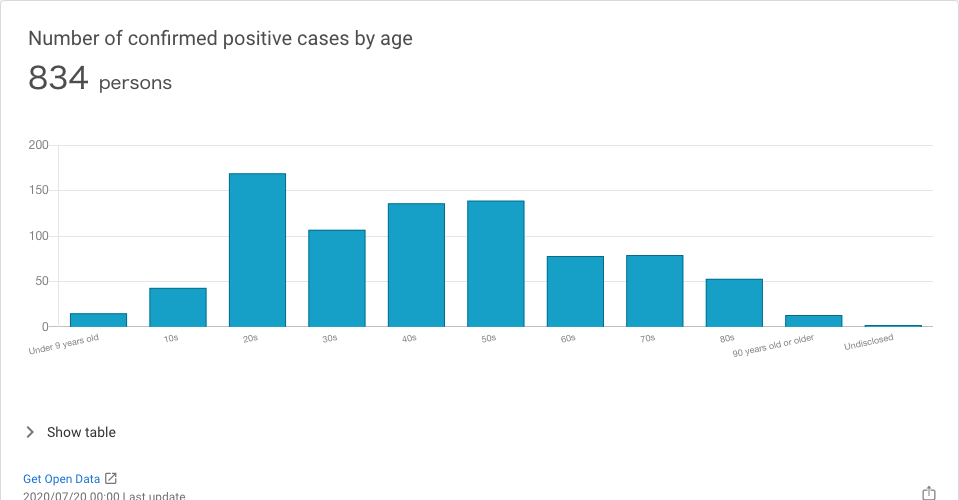 Number of confirmed positive cases by age
834 persons
200
150
100
50
0
Under 9 years old
10s
20s
30s
40s
50s
60s
70s
80s
90 years old or older
Undisclosed
Show table
Get Open Data
2020/07/20 00:00 Last update